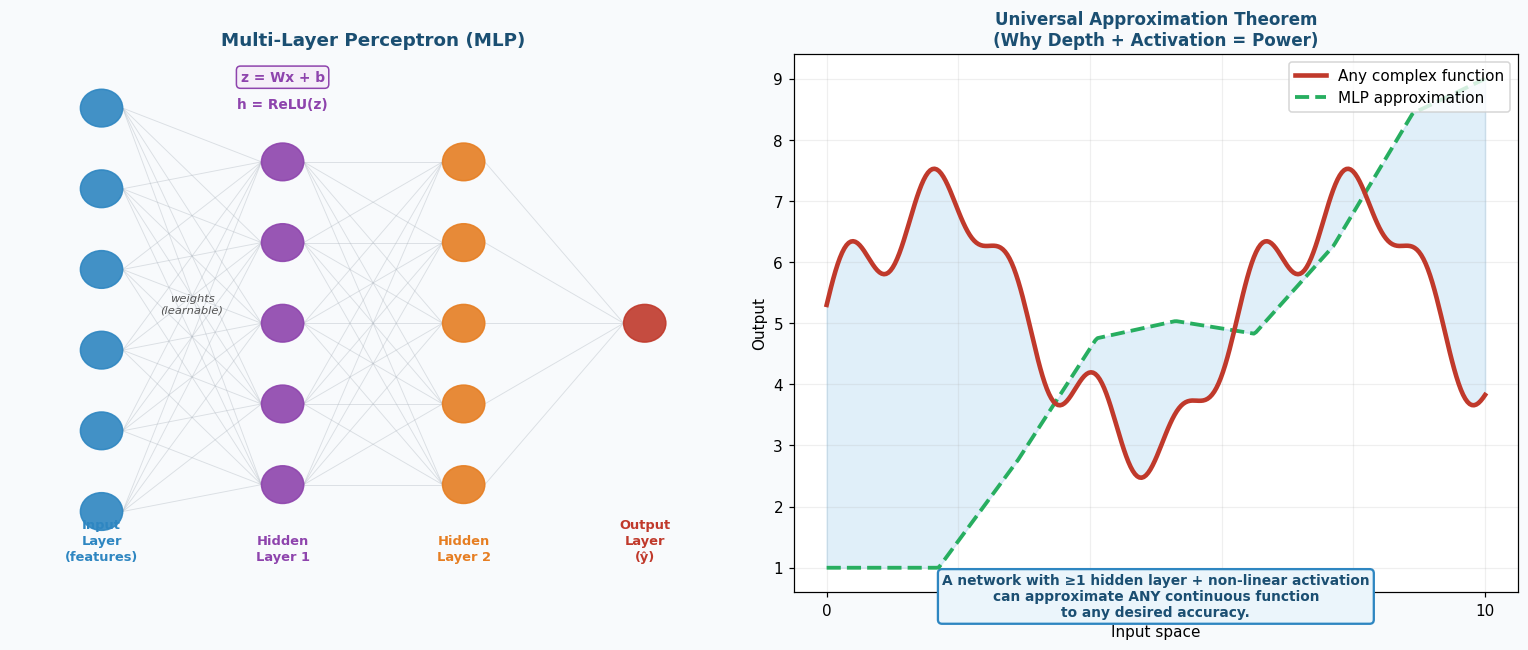 Multi-Layer Perceptron (MLP)
z = Wx + b
h = ReLU(z)
weights
(learnable)
Input
Layer
(features)
Hidden
Layer 1
Hidden
Layer 2
Output
Layer
(ŷ)
Universal Approximation Theorem
(Why Depth + Activation = Power)
Any complex function
MLP approximation
Output
9
8
7
6
5
4
3
2
1
0
10
A network with ≥1 hidden layer + non-linear activation
can approximate ANY continuous function
to any desired accuracy.
Input space